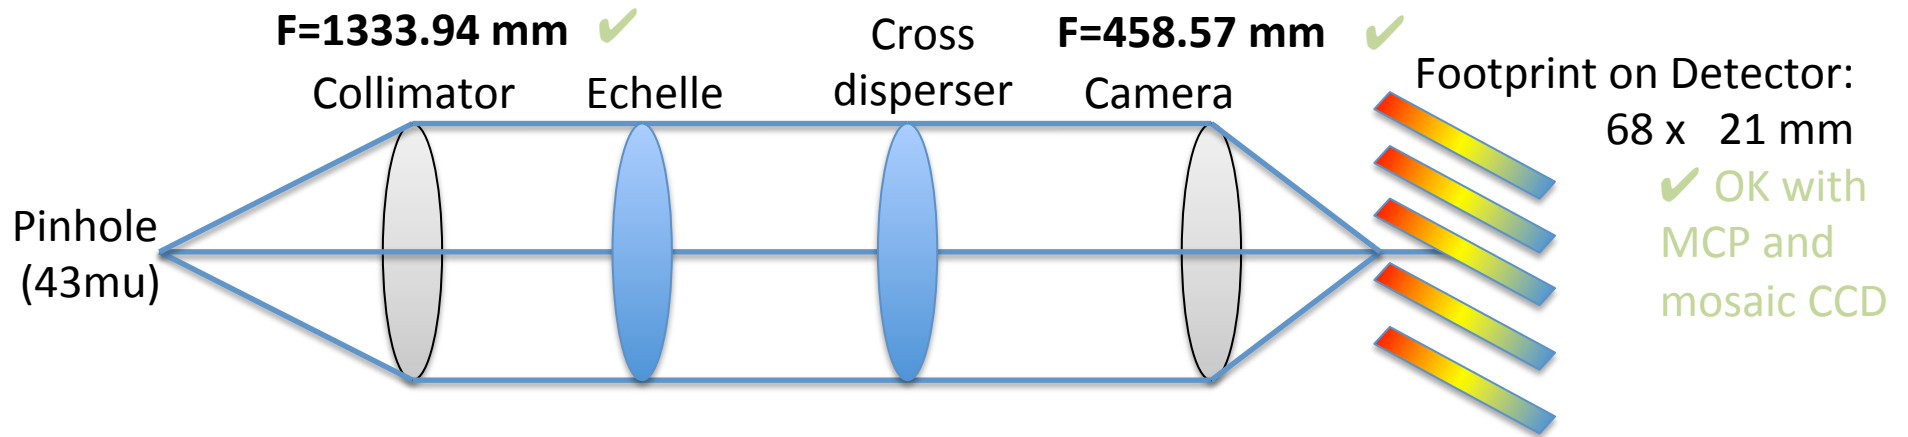 F=1333.94 mm ✔
Collimator
Echelle
Cross
disperser
F=458.57 mm ✔
Camera
Footprint on Detector:
68 x 21 mm
✔ OK with
MCP and
mosaic CCD
Pinhole
(43mu)